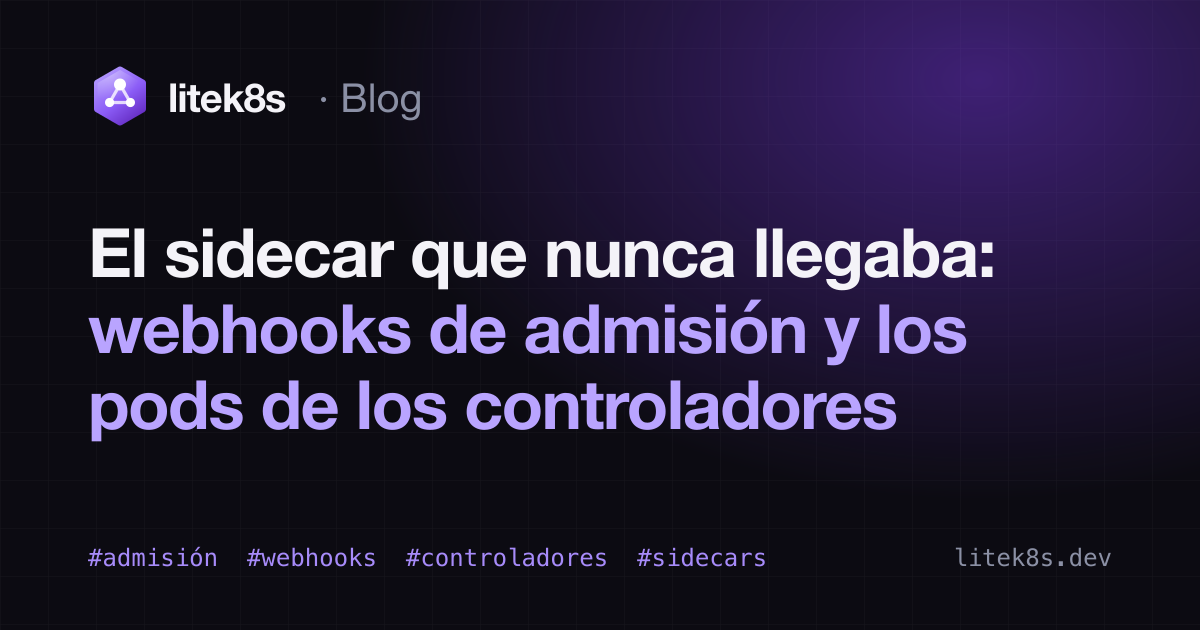 litek8s · Blog
El sidecar que nunca llegaba:
webhooks de admisión y los
pods de los controladores
#admisión #webhooks #controladores #sidecars litek8s.dev